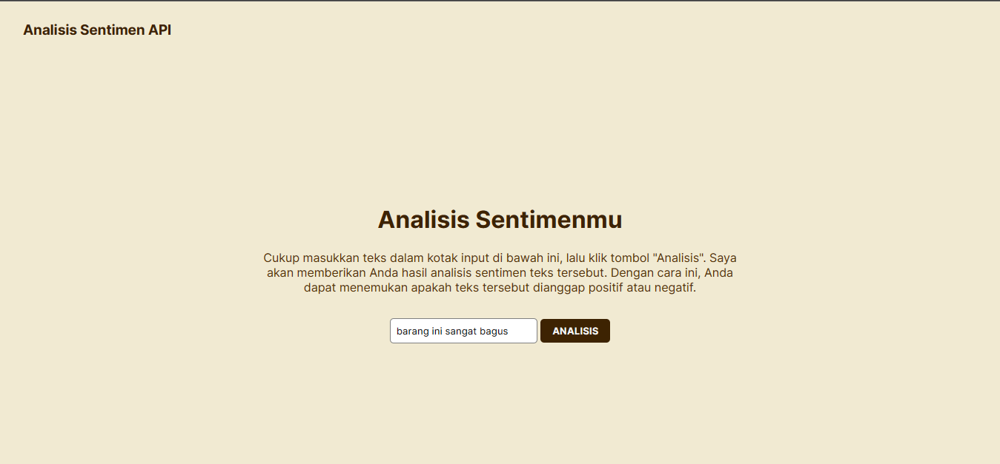 Analisis Sentimen API
Analisis Sentimenmu
Cukup masukkan teks dalam kotak input di bawah ini, lalu klik tombol "Analisis". Saya
akan memberikan Anda hasil analisis sentimen teks tersebut. Dengan cara ini, Anda
dapat menemukan apakah teks tersebut dianggap positif atau negatif.
barang ini sangat bagus
ANALISIS